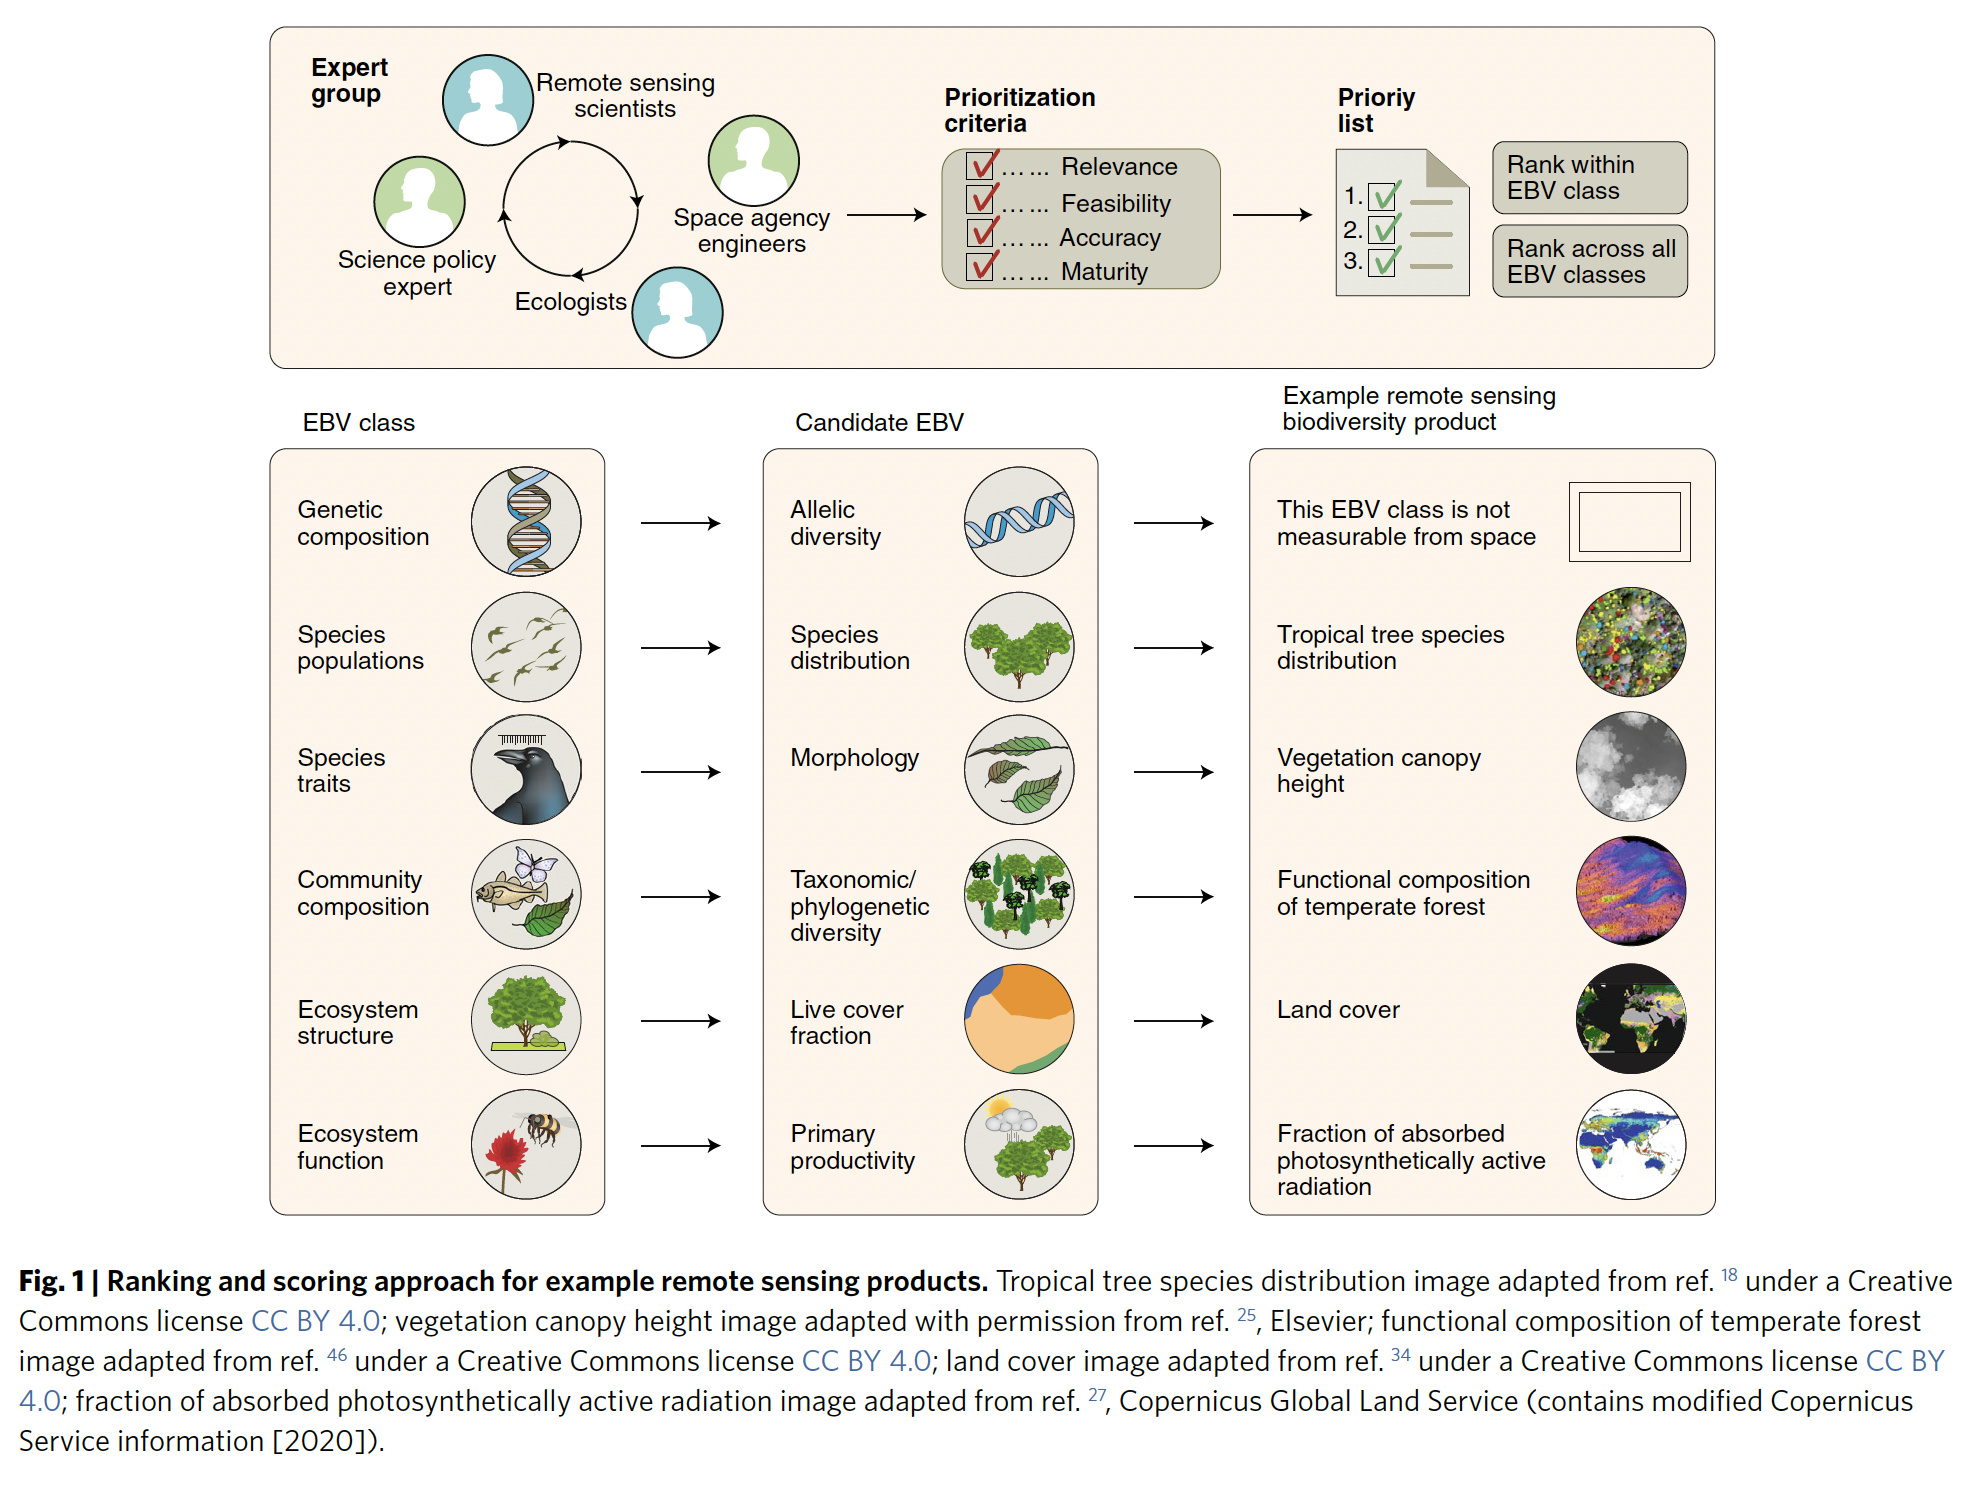 Expert
group
Remote sensing
scientists
Space agency
engineers
Science policy
expert
Ecologists
Prioritization
criteria
…... Relevance
…... Feasibility
…... Accuracy
…... Maturity
Prioriy
list
1.
2.
3.
Rank within
EBV class
Rank across all
EBV classes
EBV class
Candidate EBV
Example remote sensing
biodiversity product
Genetic
composition
Allelic
diversity
This EBV class is not
measurable from space
Species
populations
Species
distribution
Tropical tree species
distribution
Species
traits
Morphology
Vegetation canopy
height
Community
composition
Taxonomic/
phylogenetic
diversity
Functional composition
of temperate forest
Ecosystem
structure
Live cover
fraction
Land cover
Ecosystem
function
Primary
productivity
Fraction of absorbed
photosynthetically active
radiation
Fig. 1 | Ranking and scoring approach for example remote sensing products. Tropical tree species distribution image adapted from ref. 18 under a Creative
Commons license CC BY 4.0; vegetation canopy height image adapted with permission from ref. 25, Elsevier; functional composition of temperate forest
image adapted from ref. 46 under a Creative Commons license CC BY 4.0; land cover image adapted from ref. 34 under a Creative Commons license CC BY
4.0; fraction of absorbed photosynthetically active radiation image adapted from ref. 27, Copernicus Global Land Service (contains modified Copernicus
Service information [2020]).